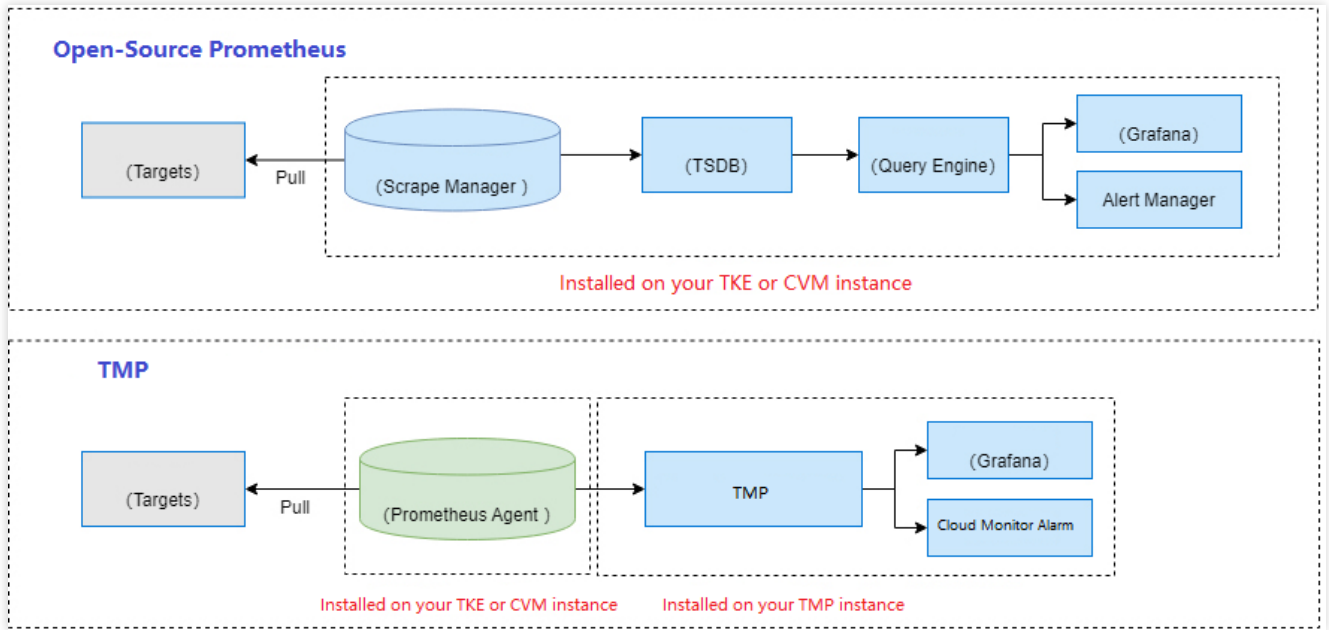 Open-Source Prometheus
(Targets)
Pull
(Scrape Manager )
(TSDB)
(Query Engine)
(Grafana)
Alert Manager
Installed on your TKE or CVM instance
TMP
(Targets)
Pull
(Prometheus Agent )
TMP
(Grafana)
Cloud Monitor Alarm
Installed on your TKE or CVM instance
Installed on your TMP instance